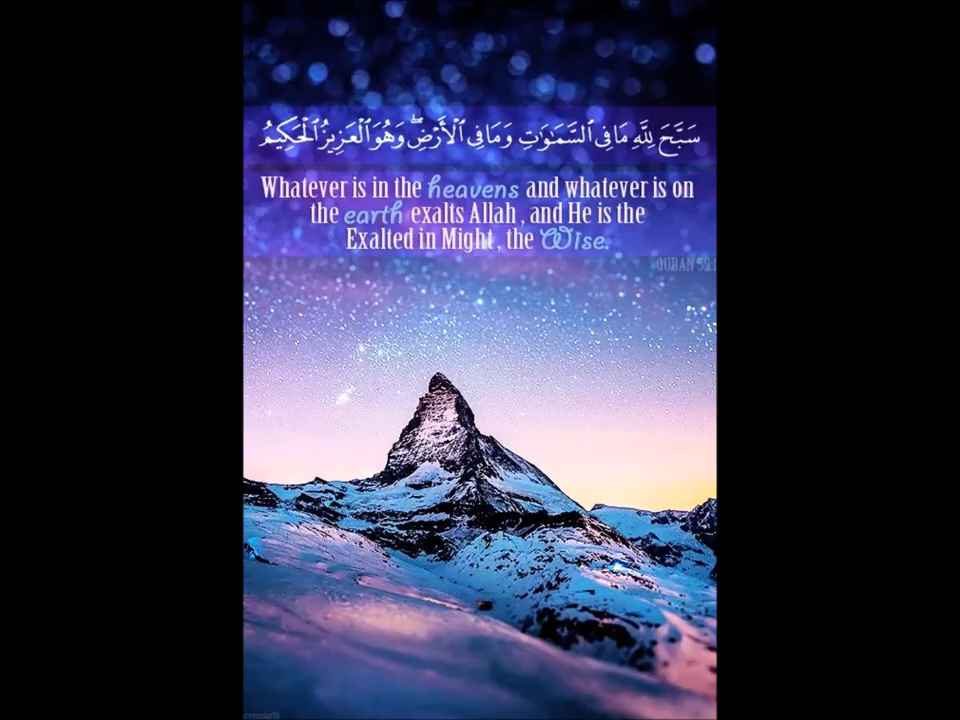 سَبَّحَ لِلَّهِ مَا فِي ٱلسَّمَٰوَٰتِ وَمَا فِي ٱلْأَرْضِ ۖ وَهُوَ ٱلْعَزِيزُ ٱلْحَكِيمُ
Whatever is in the heavens and whatever is on
the earth exalts Allah , and He is the
Exalted in Might , the Wise.
QURAN 59:1